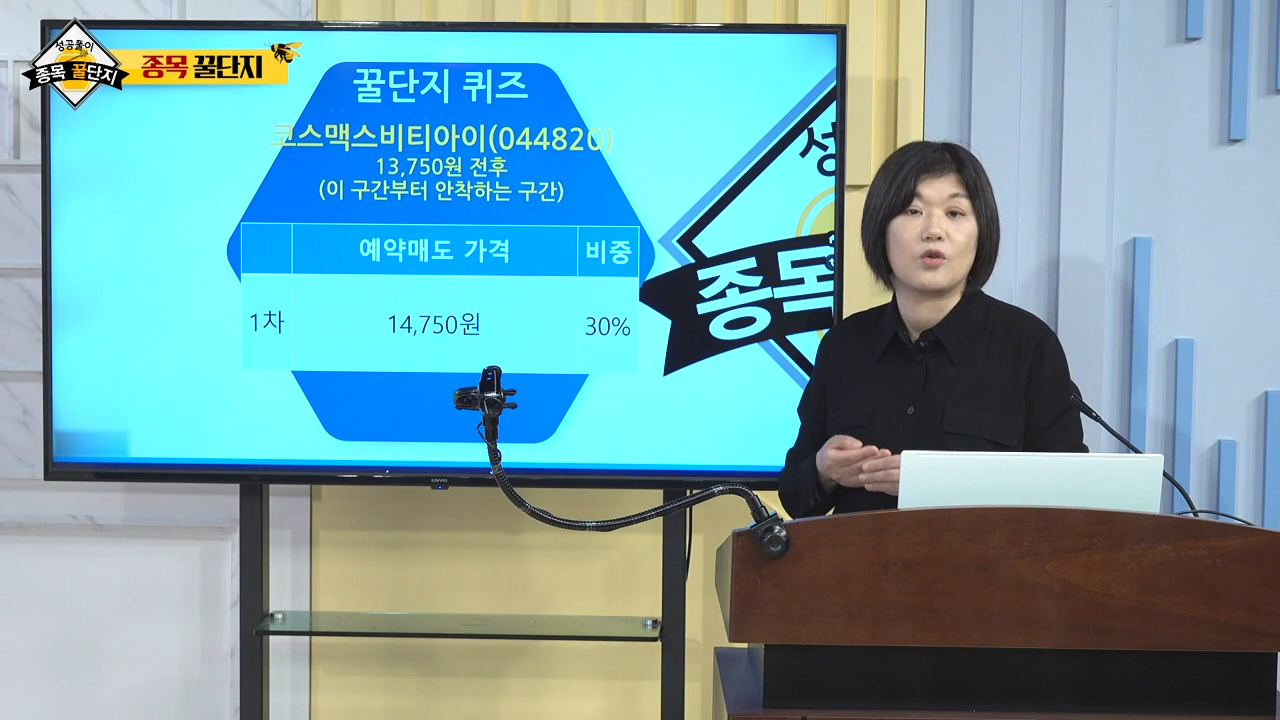 성공풀이
종목 꿀단지
종목 꿀단지
꿀단지 퀴즈
코스맥스비티아이(044820)
13,750원 전후
(이 구간부터 안착하는 구간)
예약매도 가격 비중
1차 14,750원 30%
성
종목